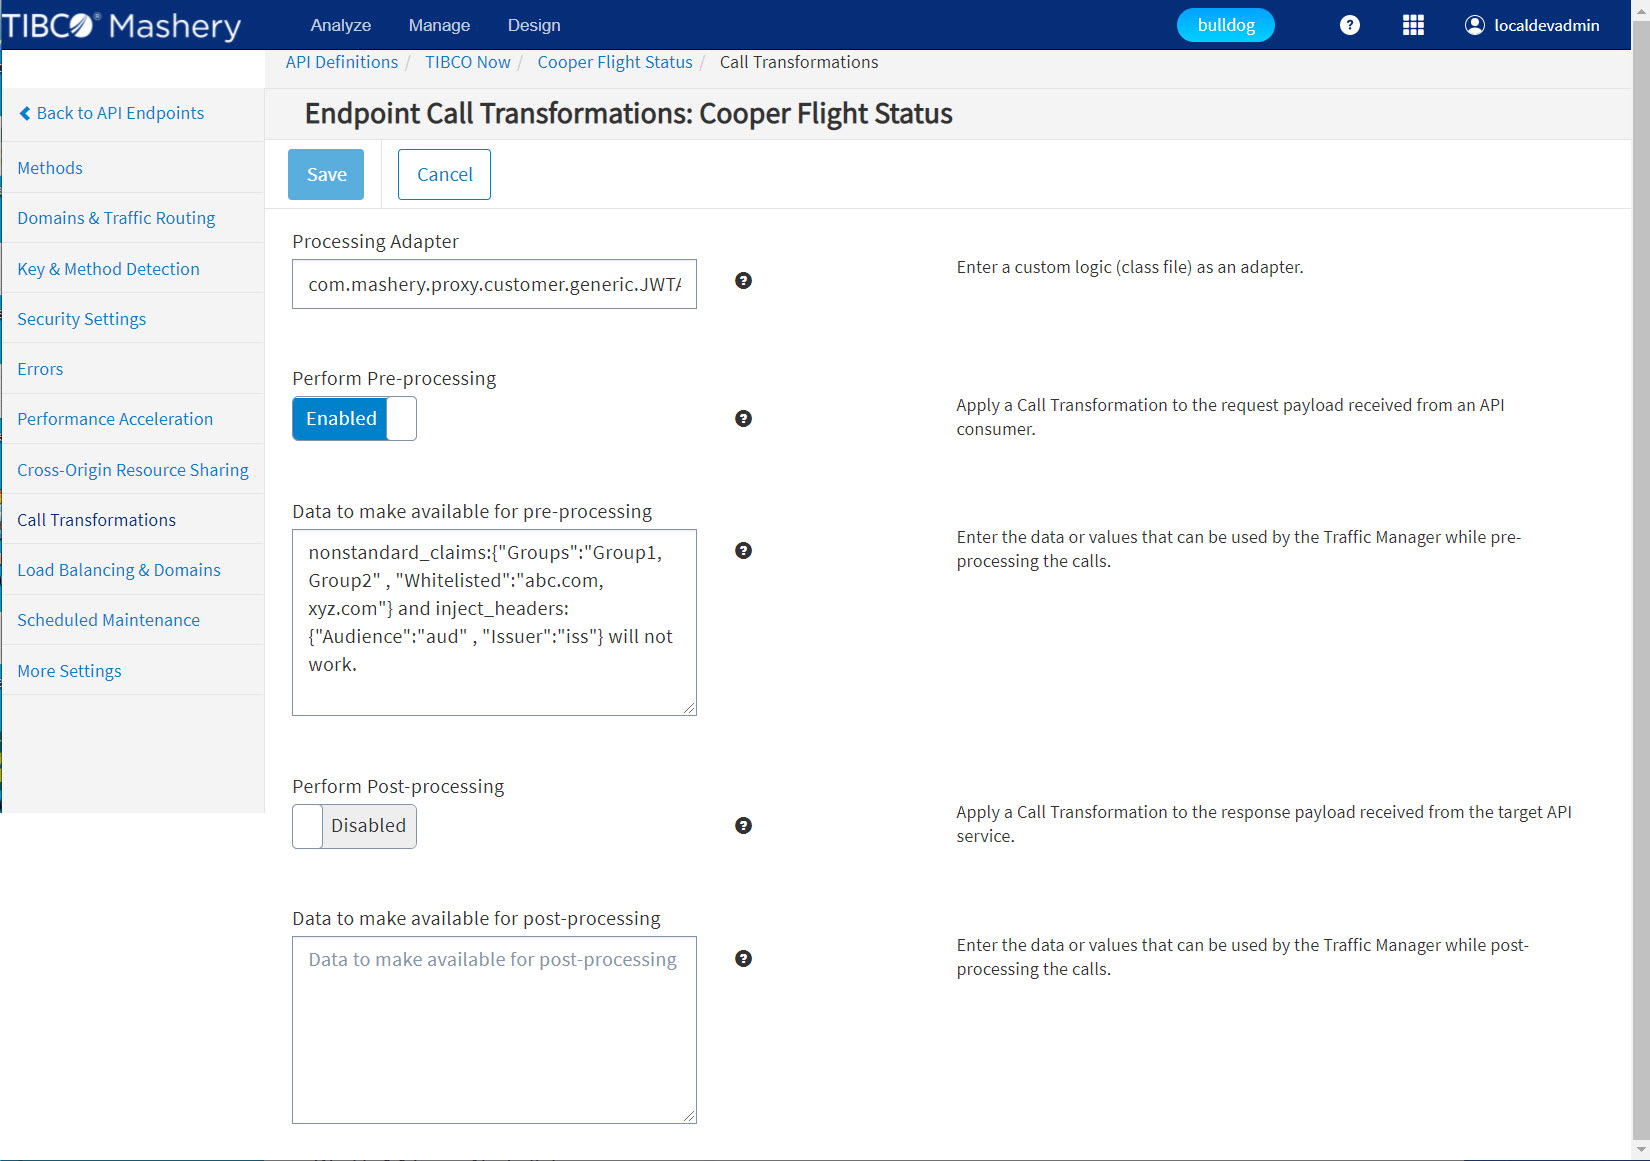 TIBCO® Mashery
Analyze
Manage
Design
bulldog
?
localdevadmin
API Definitions / TIBCO Now / Cooper Flight Status / Call Transformations
Back to API Endpoints
Methods
Domains & Traffic Routing
Key & Method Detection
Security Settings
Errors
Performance Acceleration
Cross-Origin Resource Sharing
Call Transformations
Load Balancing & Domains
Scheduled Maintenance
More Settings
Endpoint Call Transformations: Cooper Flight Status
Save
Cancel
Processing Adapter
com.mashery.proxy.customer.generic.JWTA
?
Enter a custom logic (class file) as an adapter.
Perform Pre-processing
Enabled
?
Apply a Call Transformation to the request payload received from an API
consumer.
Data to make available for pre-processing
nonstandard_claims:{"Groups":"Group1,
Group2" , "Whitelisted":"abc.com,
xyz.com"} and inject_headers:
{"Audience":"aud" , "Issuer":"iss"} will not
work.
?
Enter the data or values that can be used by the Traffic Manager while pre-
processing the calls.
Perform Post-processing
Disabled
?
Apply a Call Transformation to the response payload received from the target API
service.
Data to make available for post-processing
Data to make available for post-processing
?
Enter the data or values that can be used by the Traffic Manager while post-
processing the calls.